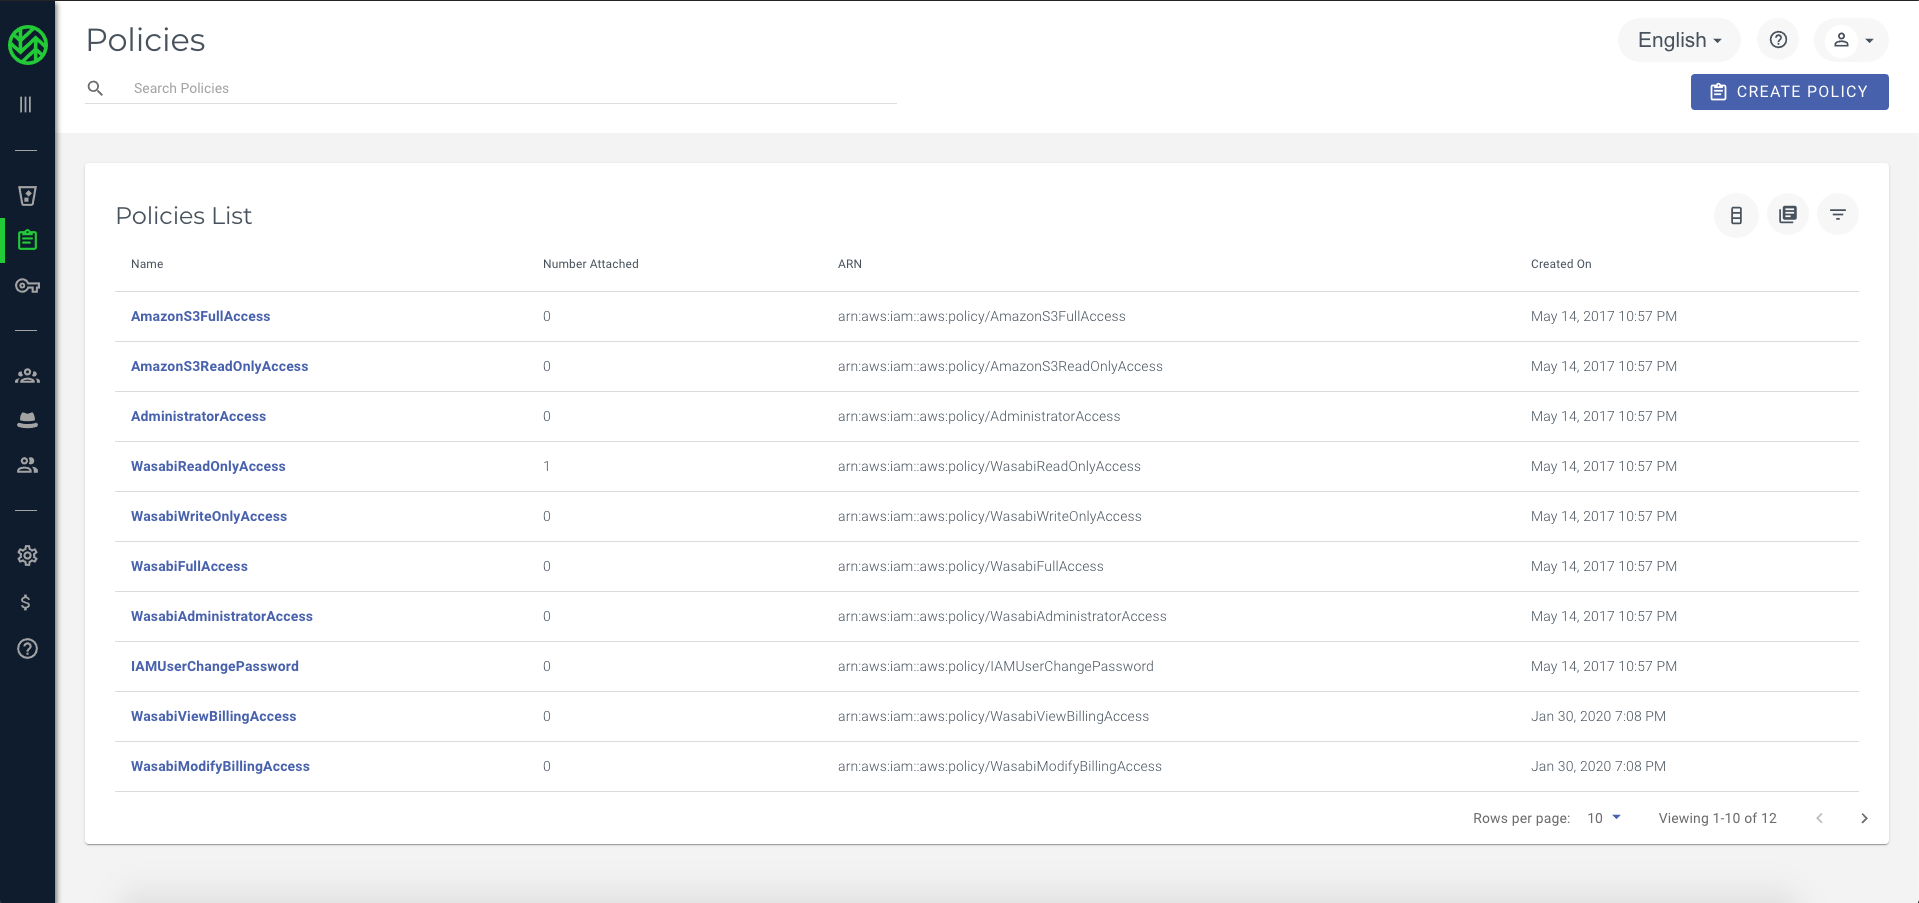 Policies
English
Search Policies
CREATE POLICY
Policies List
Name Number Attached ARN Created On
AmazonS3FullAccess 0 arn:aws:iam::aws:policy/AmazonS3FullAccess May 14, 2017 10:57 PM
AmazonS3ReadOnlyAccess 0 arn:aws:iam::aws:policy/AmazonS3ReadOnlyAccess May 14, 2017 10:57 PM
AdministratorAccess 0 arn:aws:iam::aws:policy/AdministratorAccess May 14, 2017 10:57 PM
WasabiReadOnlyAccess 1 arn:aws:iam::aws:policy/WasabiReadOnlyAccess May 14, 2017 10:57 PM
WasabiWriteOnlyAccess 0 arn:aws:iam::aws:policy/WasabiWriteOnlyAccess May 14, 2017 10:57 PM
WasabiFullAccess 0 arn:aws:iam::aws:policy/WasabiFullAccess May 14, 2017 10:57 PM
WasabiAdministratorAccess 0 arn:aws:iam::aws:policy/WasabiAdministratorAccess May 14, 2017 10:57 PM
IAMUserChangePassword 0 arn:aws:iam::aws:policy/IAMUserChangePassword May 14, 2017 10:57 PM
WasabiViewBillingAccess 0 arn:aws:iam::aws:policy/WasabiViewBillingAccess Jan 30, 2020 7:08 PM
WasabiModifyBillingAccess 0 arn:aws:iam::aws:policy/WasabiModifyBillingAccess Jan 30, 2020 7:08 PM
Rows per page: 10 Viewing 1-10 of 12